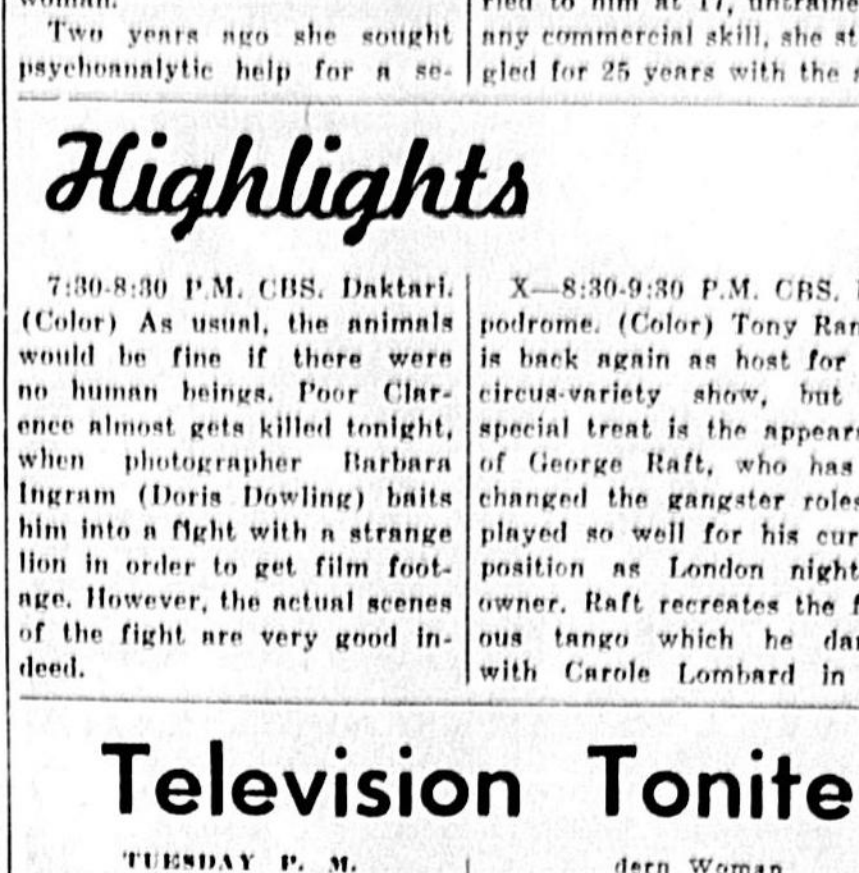 woman.
Two years ago she sought
psychoanalytic help for a se-
ried to him at 17,
any commercial skill, she
gled for 25 years with the
Highlights
7:30-8:30 P.M. CBS. Daktari.
(Color) As usual, the animals
would be fine if there were
no human beings. Poor Clar-
ence almost gets killed tonight,
when photographer Barbara
Ingram (Doris Dowling) baits
him into a fight with a strange
lion in order to get film foot-
age. However, the actual scenes
of the fight are very good in-
deed.
X—8:30-9:30 P.M. CBS.
podrome. (Color) Tony Ran
is back again as host for
circus-variety show, but
special treat is the appear
of George Raft, who has
changed the gangster roles
played so well for his cur
position as London night
owner. Raft recreates the f
ous tango which he da
with Carole Lombard in
Television Tonite
TUESDAY P. M.
dern Woman